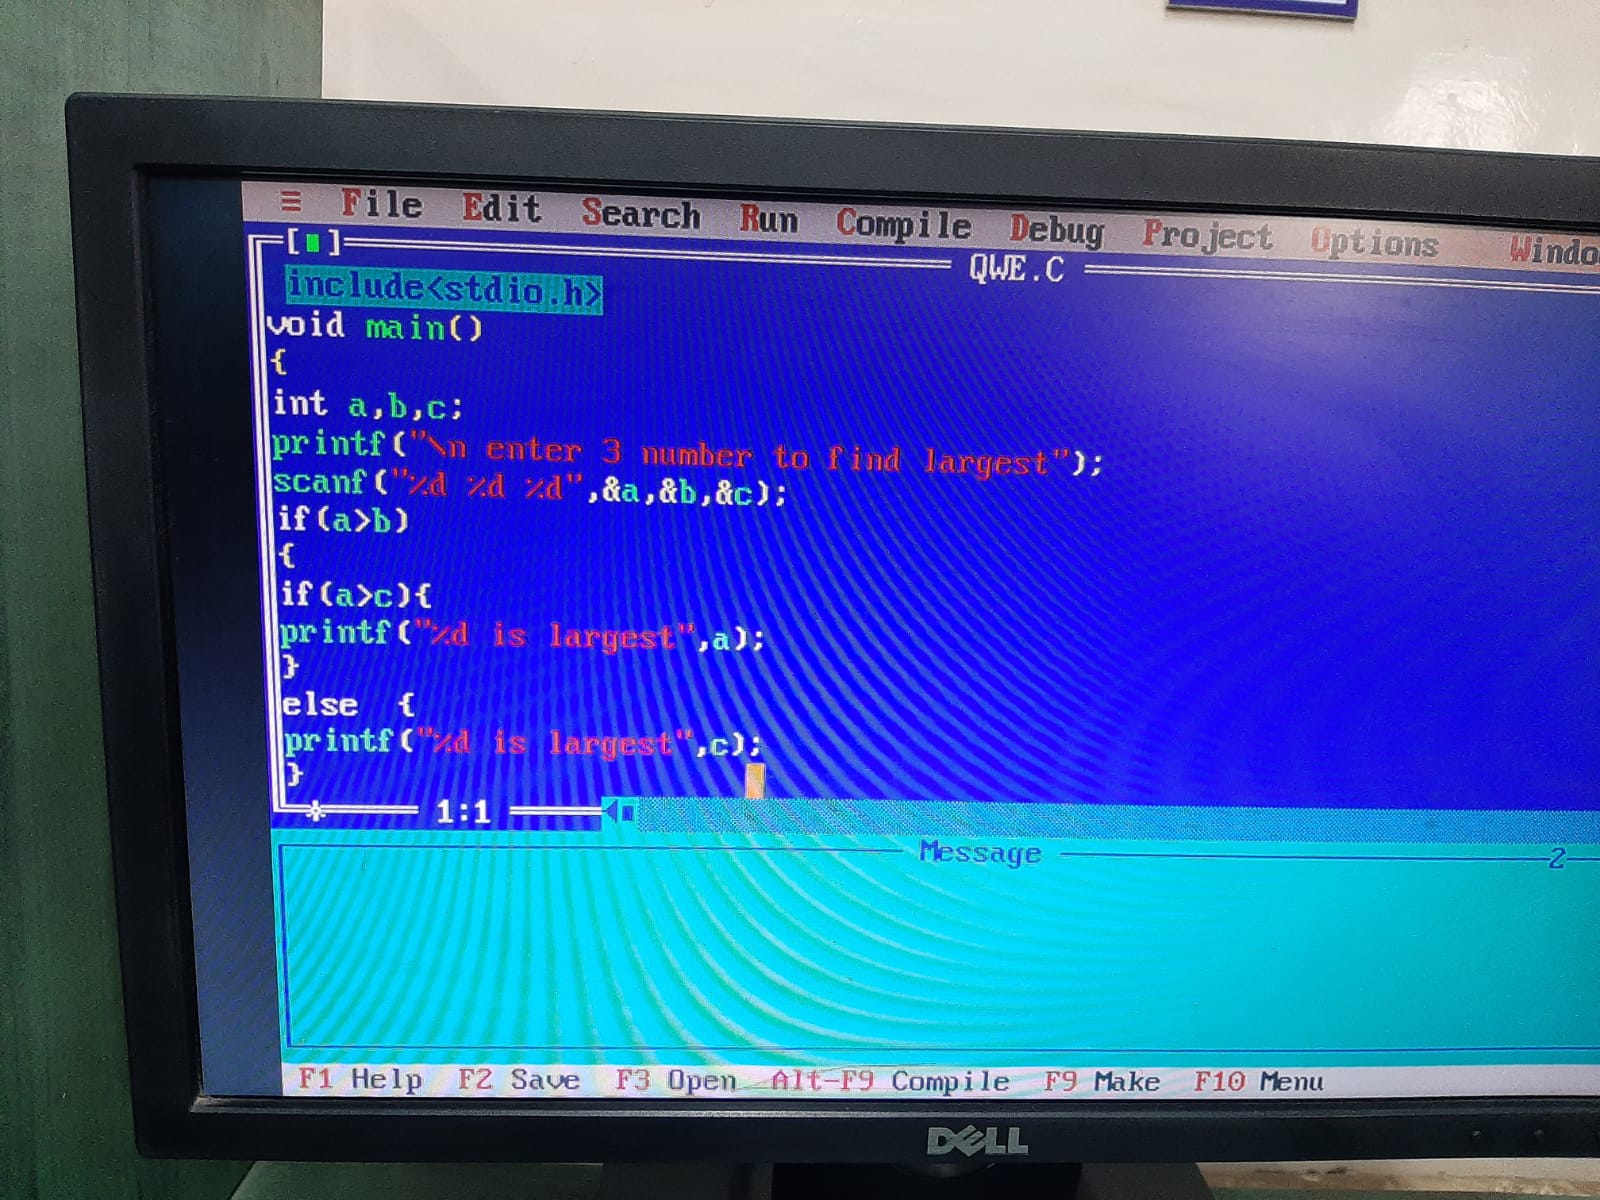 ≡ File Edit Search Run Compile Debug Project Options Windo
[■] QWE.C
include<stdio.h>
void main()
{
int a,b,c;
printf("\n enter 3 number to find largest");
scanf("%d %d %d",&a,&b,&c);
if(a>b)
{
if(a>c){
printf("%d is largest",a);
}
else  {
printf("%d is largest",c);
}
* 1:1
Message 2
F1 Help F2 Save F3 Open Alt-F9 Compile F9 Make F10 Menu
DELL